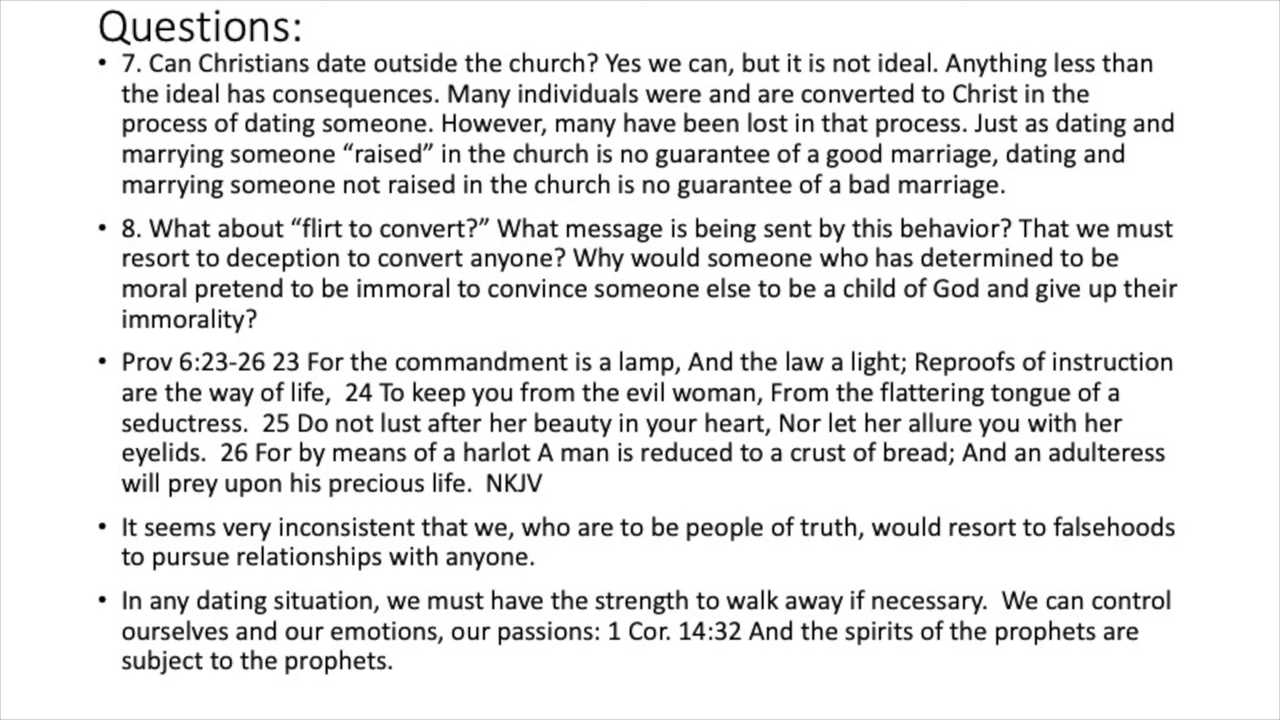 Questions:
• 7. Can Christians date outside the church? Yes we can, but it is not ideal. Anything less than
the ideal has consequences. Many individuals were and are converted to Christ in the
process of dating someone. However, many have been lost in that process. Just as dating and
marrying someone “raised” in the church is no guarantee of a good marriage, dating and
marrying someone not raised in the church is no guarantee of a bad marriage.
• 8. What about “flirt to convert?” What message is being sent by this behavior? That we must
resort to deception to convert anyone? Why would someone who has determined to be
moral pretend to be immoral to convince someone else to be a child of God and give up their
immorality?
• Prov 6:23-26 23 For the commandment is a lamp, And the law a light; Reproofs of instruction
are the way of life,  24 To keep you from the evil woman, From the flattering tongue of a
seductress.  25 Do not lust after her beauty in your heart, Nor let her allure you with her
eyelids.  26 For by means of a harlot A man is reduced to a crust of bread; And an adulteress
will prey upon his precious life.  NKJV
• It seems very inconsistent that we, who are to be people of truth, would resort to falsehoods
to pursue relationships with anyone.
• In any dating situation, we must have the strength to walk away if necessary.  We can control
ourselves and our emotions, our passions: 1 Cor. 14:32 And the spirits of the prophets are
subject to the prophets.